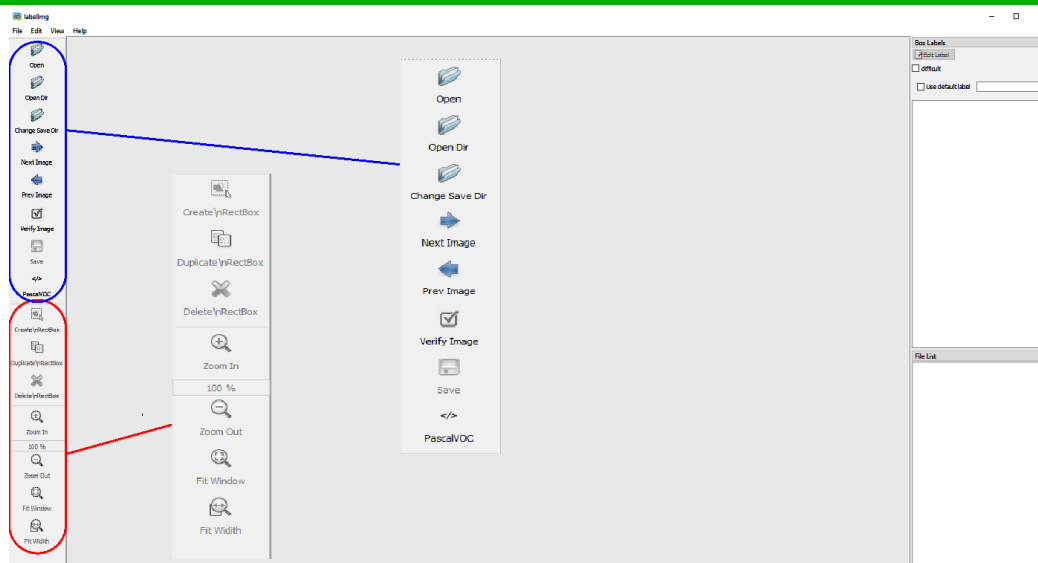 labelImg
File Edit View Help
Open
Open Dir
Change Save Dir
Next Image
Prev Image
Verify Image
Save
</>
PascalVOC
Create\nRectBox
Duplicate\nRectBox
Delete\nRectBox
Zoom In
100 %
Zoom Out
Fit Window
Fit Width
Create\nRectBox
Duplicate\nRectBox
Delete\nRectBox
Zoom In
100 %
Zoom Out
Fit Window
Fit Width
Open
Open Dir
Change Save Dir
Next Image
Prev Image
Verify Image
Save
</>
PascalVOC
Box Labels
Edit Label
difficult
Use default label
File List